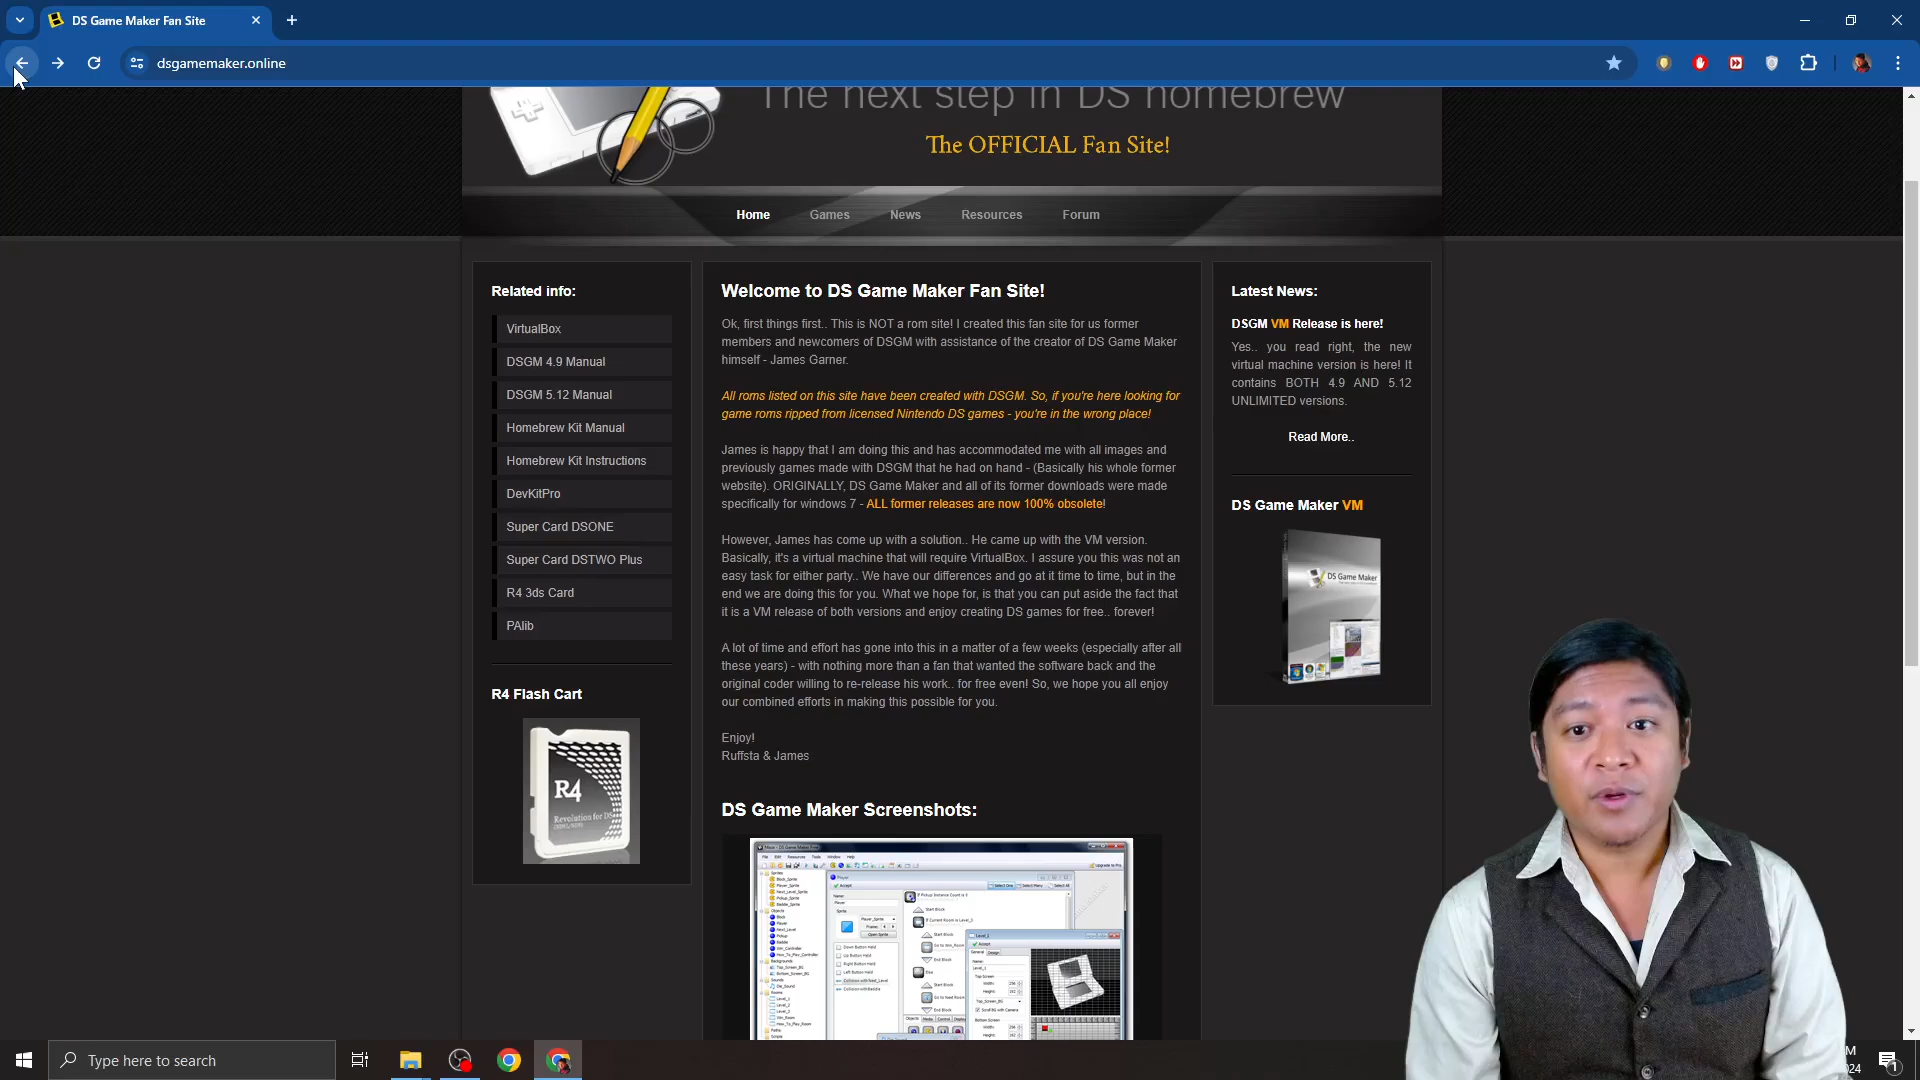 DS Game Maker Fan Site
dsgamemaker.online
The next step in DS homebrew
The OFFICIAL Fan Site!
Home Games News Resources Forum
Related info:
VirtualBox
DSGM 4.9 Manual
DSGM 5.12 Manual
Homebrew Kit Manual
Homebrew Kit Instructions
DevKitPro
Super Card DSONE
Super Card DSTWO Plus
R4 3ds Card
PAlib
R4 Flash Cart
R4
Revolution for DS
Welcome to DS Game Maker Fan Site!
Ok, first things first.. This is NOT a rom site! I created this fan site for us former
members and newcomers of DSGM with assistance of the creator of DS Game Maker
himself - James Garner.
All roms listed on this site have been created with DSGM. So, if you're here looking for
game roms ripped from licensed Nintendo DS games - you're in the wrong place!
James is happy that I am doing this and has accommodated me with all images and
previously games made with DSGM that he had on hand - (Basically his whole former
website). ORIGINALLY, DS Game Maker and all of its former downloads were made
specifically for windows 7 - ALL former releases are now 100% obsolete!
However, James has come up with a solution.. He came up with the VM version.
Basically, it's a virtual machine that will require VirtualBox. I assure you this was not an
easy task for either party.. We have our differences and go at it time to time, but in the
end we are doing this for you. What we hope for, is that you can put aside the fact that
it is a VM release of both versions and enjoy creating DS games for free.. forever!
A lot of time and effort has gone into this in a matter of a few weeks (especially after all
these years) - with nothing more than a fan that wanted the software back and the
original coder willing to re-release his work.. for free even! So, we hope you all enjoy
our combined efforts in making this possible for you.
Enjoy!
Ruffsta & James
DS Game Maker Screenshots:
Latest News:
DSGM VM Release is here!
Yes.. you read right, the new
virtual machine version is here! It
contains BOTH 4.9 AND 5.12
UNLIMITED versions.
Read More..
DS Game Maker VM
DS Game Maker
Type here to search
M
024
1